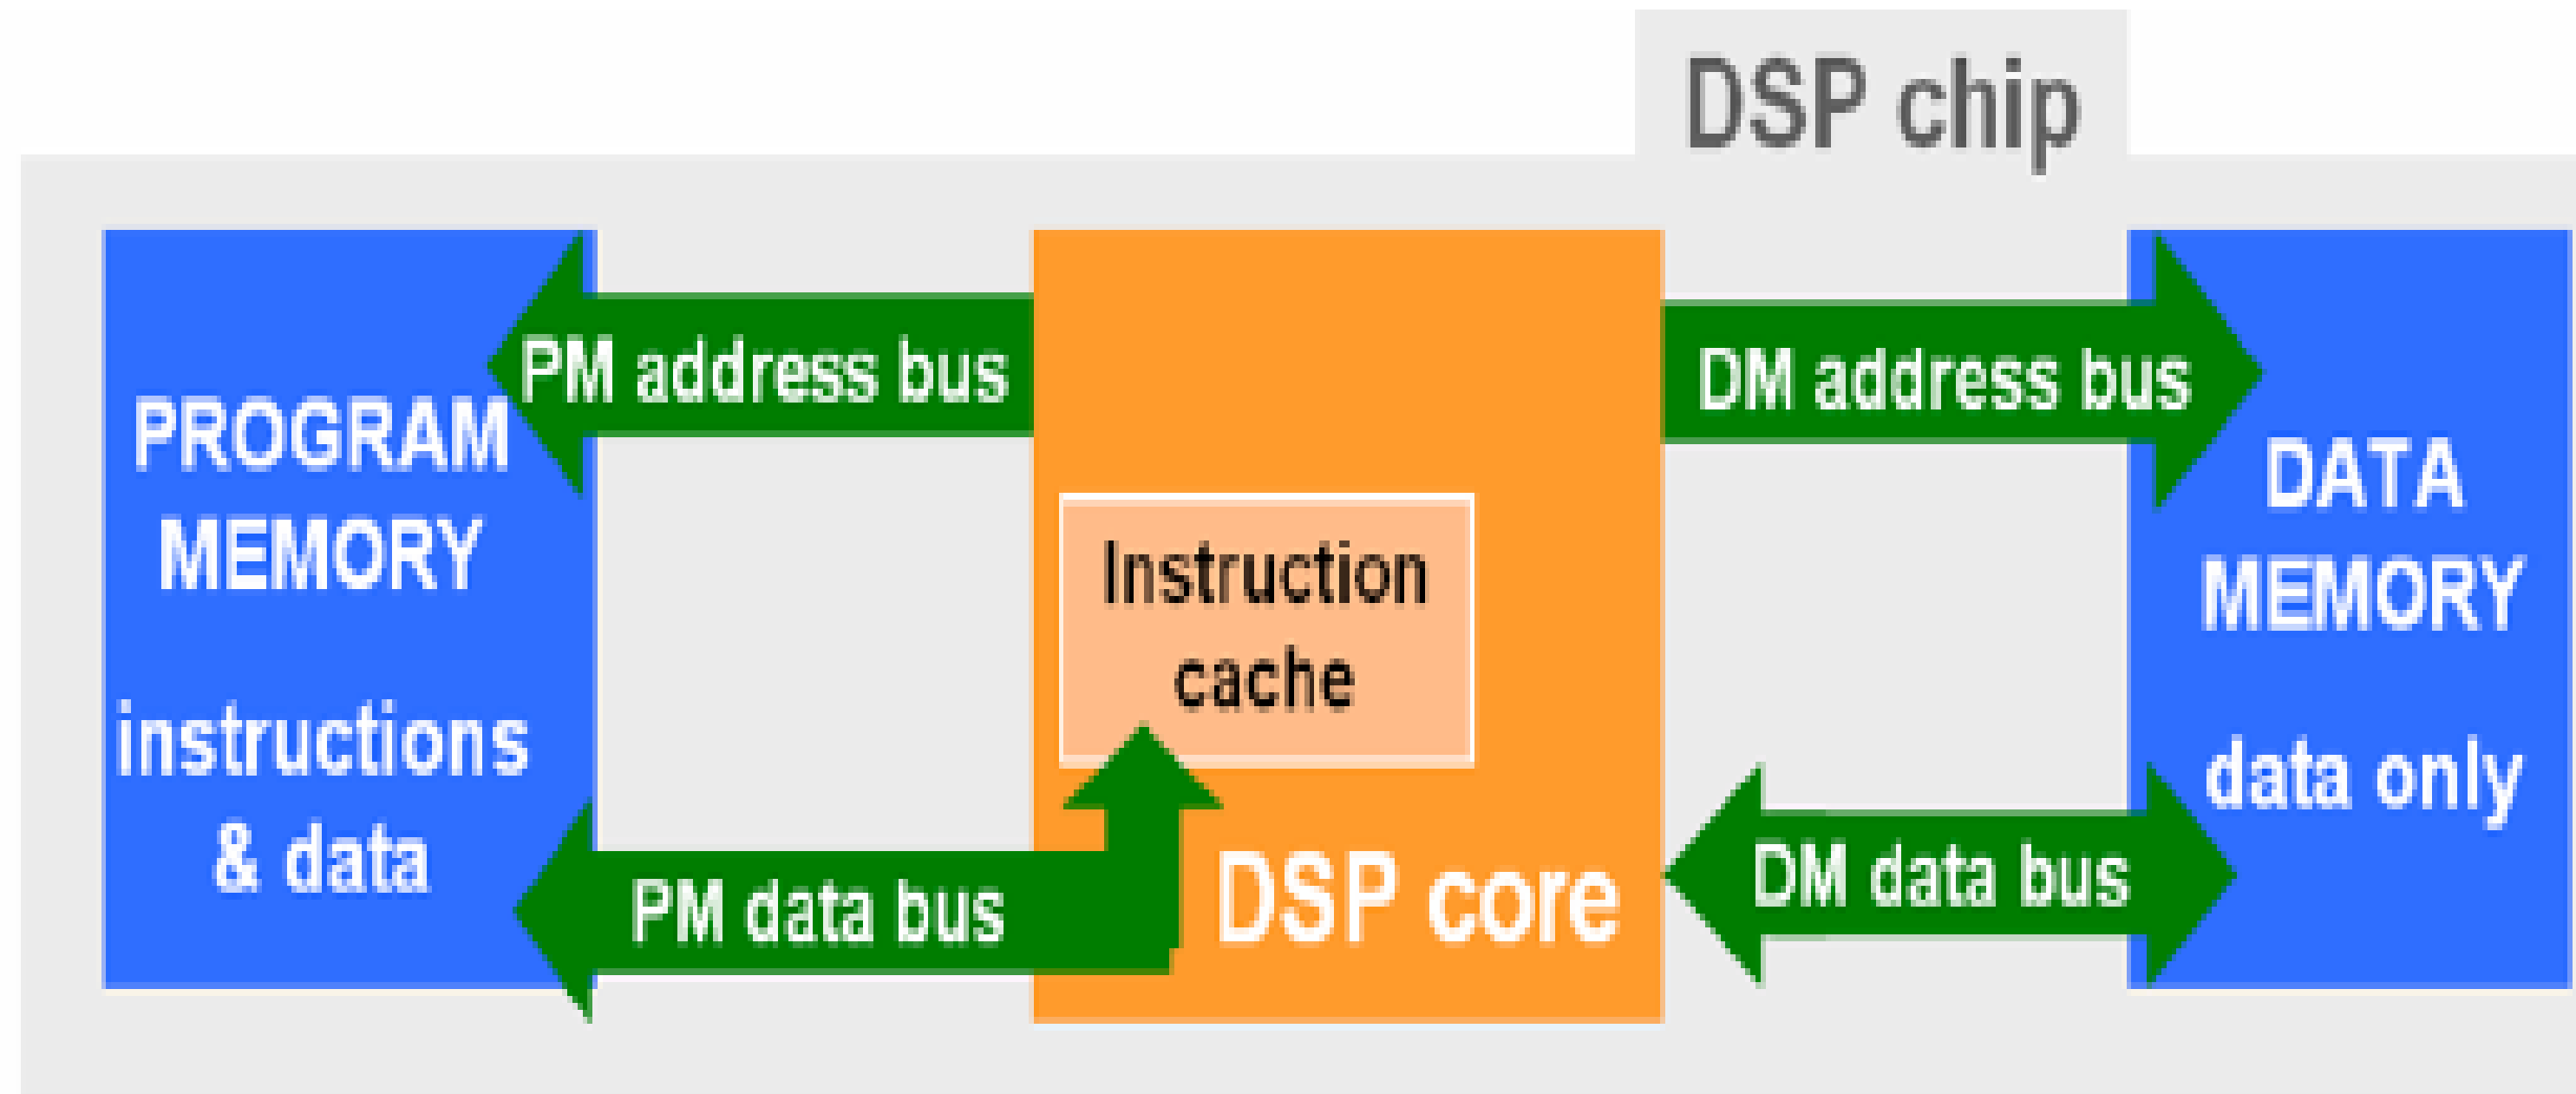 DSP chip
PM address bus
DM address bus
PROGRAM
MEMORY
instructions
& data
Instruction
cache
DSP core
PM data bus
DATA
MEMORY
data only
DM data bus